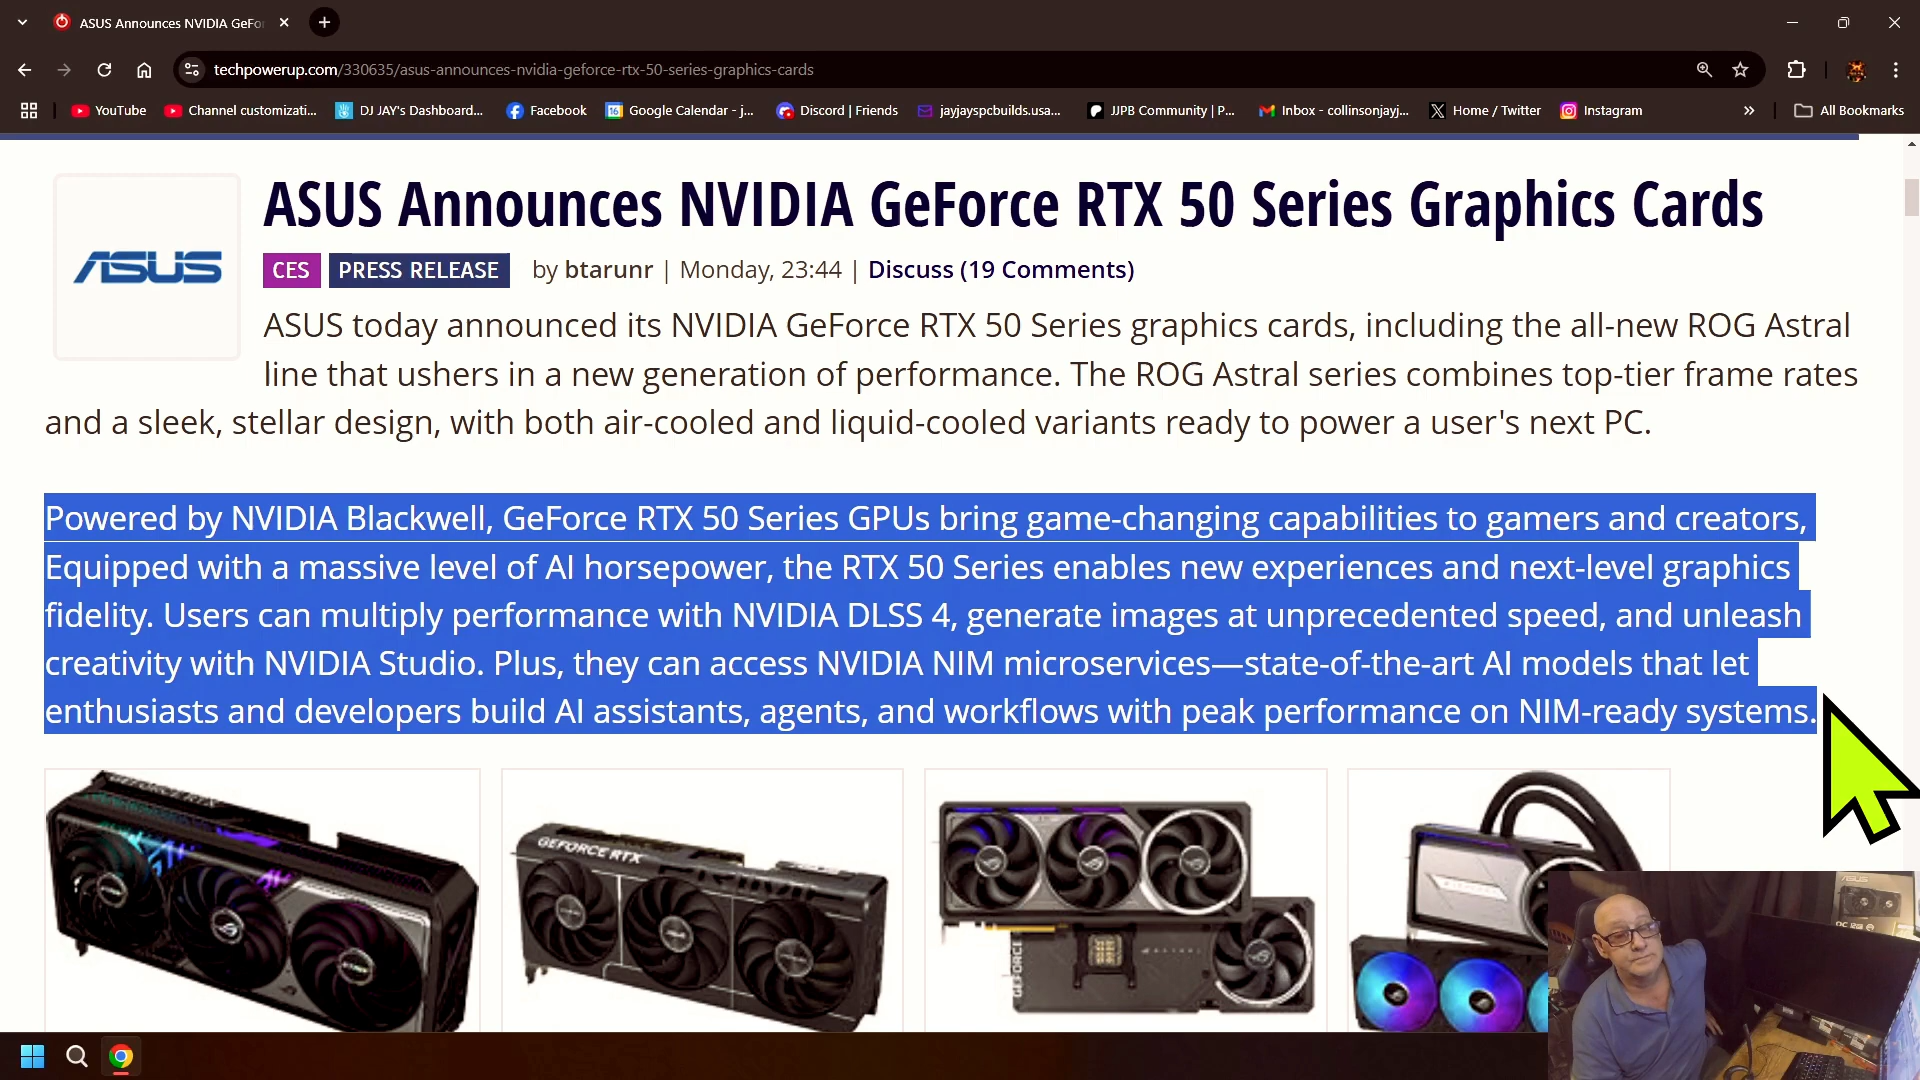 ASUS Announces NVIDIA GeFo
techpowerup.com/330635/asus-announces-nvidia-geforce-rtx-50-series-graphics-cards
YouTube
Channel customizati...
DJ JAY's Dashboard...
Facebook
Google Calendar - j...
Discord | Friends
jayjayspcbuilds.usa...
JJPB Community | P...
Inbox - collinsonjayj...
Home / Twitter
Instagram
All Bookmarks
ASUS
ASUS Announces NVIDIA GeForce RTX 50 Series Graphics Cards
CES PRESS RELEASE by btarunr | Monday, 23:44 | Discuss (19 Comments)
ASUS today announced its NVIDIA GeForce RTX 50 Series graphics cards, including the all-new ROG Astral
line that ushers in a new generation of performance. The ROG Astral series combines top-tier frame rates
and a sleek, stellar design, with both air-cooled and liquid-cooled variants ready to power a user's next PC.
Powered by NVIDIA Blackwell, GeForce RTX 50 Series GPUs bring game-changing capabilities to gamers and creators,
Equipped with a massive level of AI horsepower, the RTX 50 Series enables new experiences and next-level graphics
fidelity. Users can multiply performance with NVIDIA DLSS 4, generate images at unprecedented speed, and unleash
creativity with NVIDIA Studio. Plus, they can access NVIDIA NIM microservices—state-of-the-art AI models that let
enthusiasts and developers build AI assistants, agents, and workflows with peak performance on NIM-ready systems.
GEFORCE RTX
GEFORCE RTX
GEFORCE